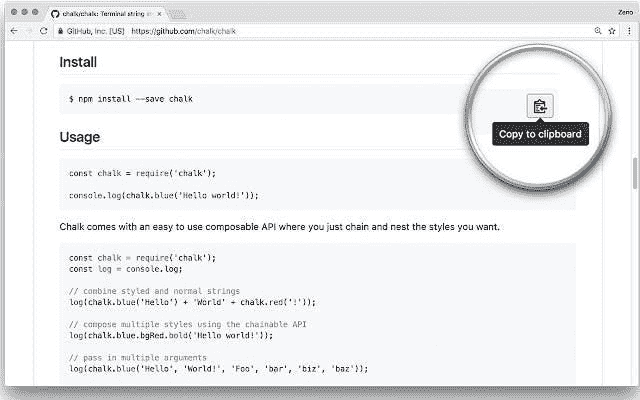 chalk/chalk: Terminal string st
Zeno
GitHub, Inc. [US] https://github.com/chalk/chalk
Install
$ npm install --save chalk
Copy to clipboard
Usage
const chalk = require('chalk');
console.log(chalk.blue('Hello world!'));
Chalk comes with an easy to use composable API where you just chain and nest the styles you want.
const chalk = require('chalk');
const log = console.log;
// combine styled and normal strings
log(chalk.blue('Hello') + 'World' + chalk.red('!'));
// compose multiple styles using the chainable API
log(chalk.blue.bgRed.bold('Hello world!'));
// pass in multiple arguments
log(chalk.blue('Hello', 'World!', 'Foo', 'bar', 'biz', 'baz'));